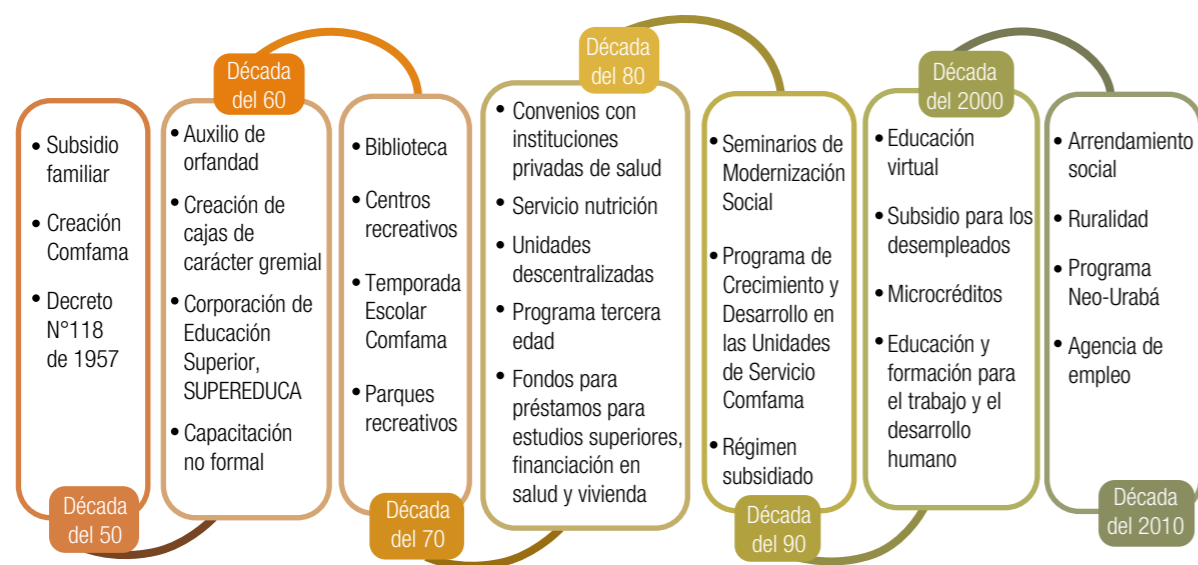 • Subsidio
familiar
• Creación
Comfama
• Decreto
N°118
de 1957
Década
del 50
Década
del 60
• Auxilio de
orfandad
• Creación de
cajas de
carácter gremial
• Corporación de
Educación
Superior,
SUPEREDUCA
• Capacitación
no formal
• Biblioteca
• Centros
recreativos
• Temporada
Escolar
Comfama
• Parques
recreativos
Década
del 70
Década
del 80
• Convenios con
instituciones
privadas de salud
• Servicio nutrición
• Unidades
descentralizadas
• Programa tercera
edad
• Fondos para
préstamos para
estudios superiores,
financiación en
salud y vivienda
• Seminarios de
Modernización
Social
• Programa de
Crecimiento y
Desarrollo en
las Unidades
de Servicio
Comfama
• Régimen
subsidiado
Década
del 90
Década
del 2000
• Educación
virtual
• Subsidio para los
desempleados
• Microcréditos
• Educación y
formación para
el trabajo y el
desarrollo
humano
• Arrendamiento
social
• Ruralidad
• Programa
Neo-Urabá
• Agencia de
empleo
Década
del 2010